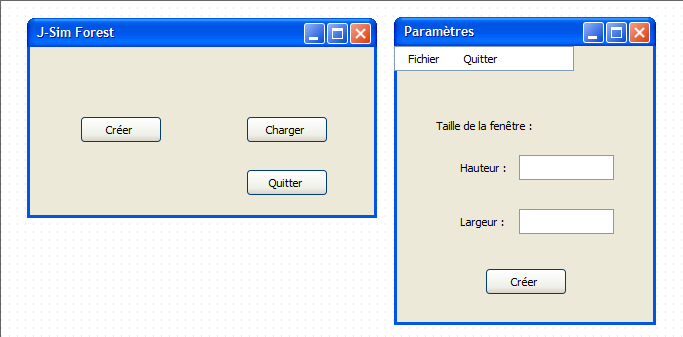 J-Sim Forest
Créer
Charger
Quitter
Paramètres
Fichier Quitter
Taille de la fenêtre :
Hauteur :
Largeur :
Créer